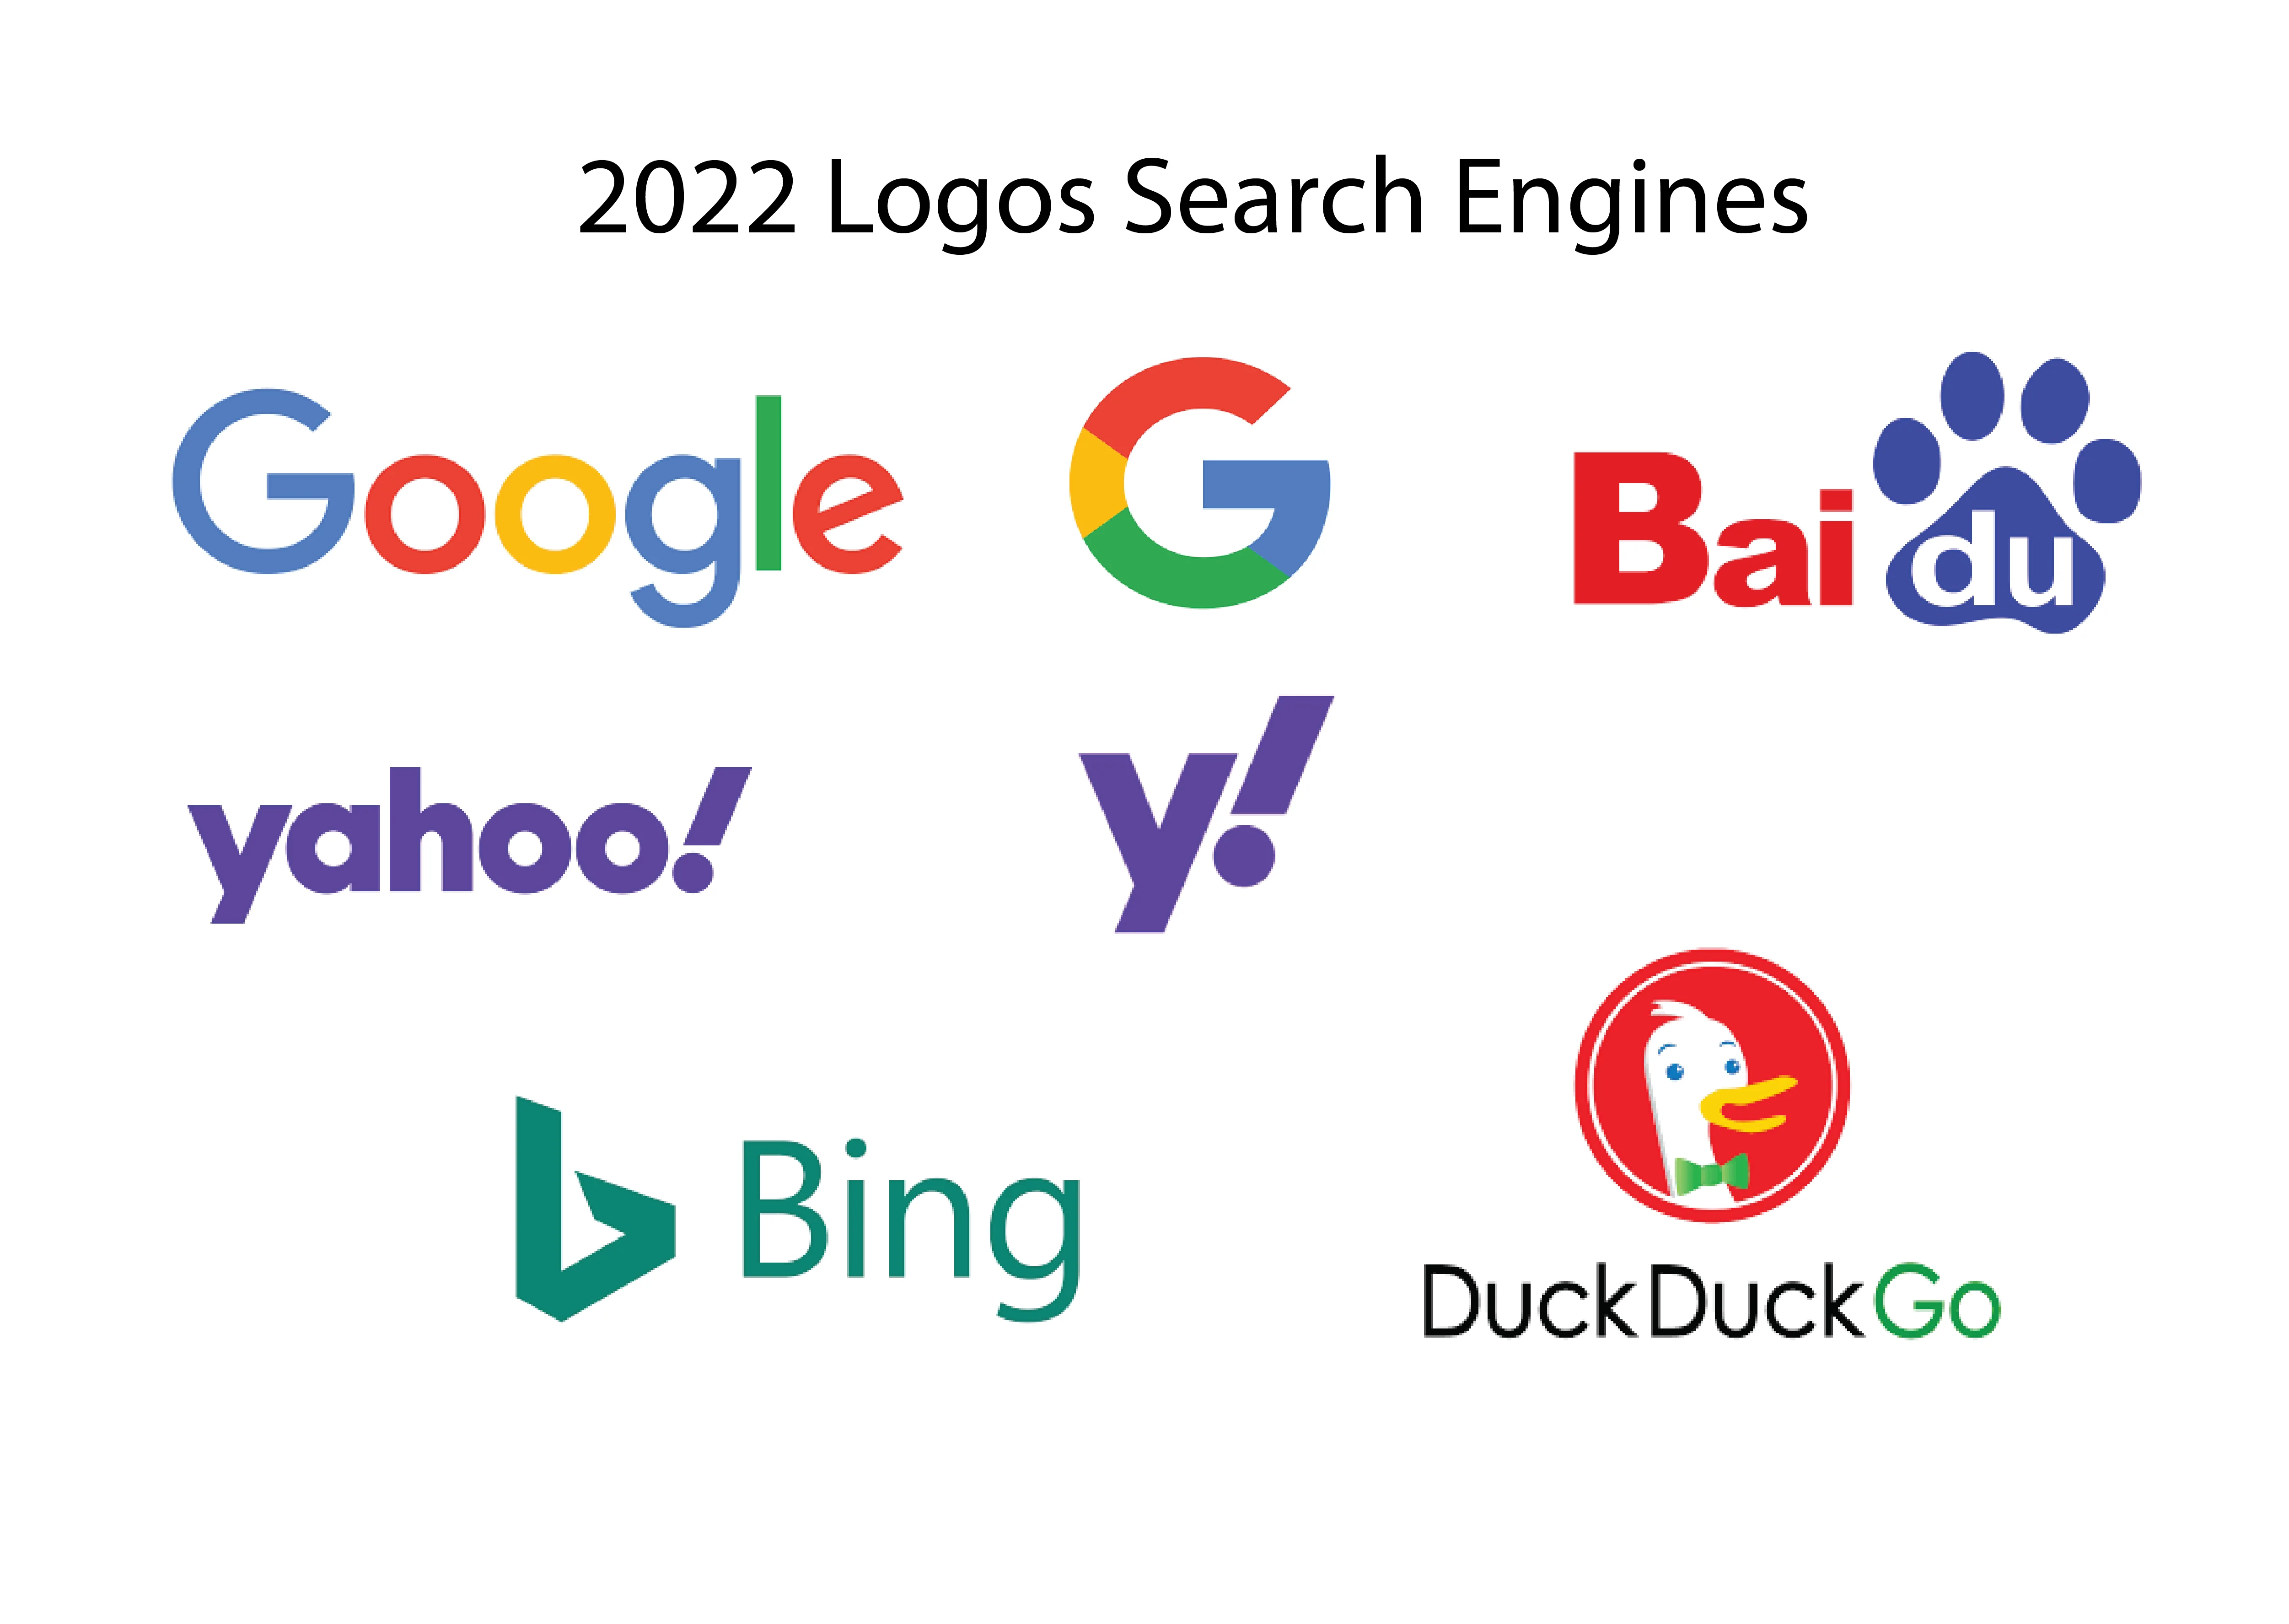 2022 Logos Search Engines
Google
G
Baidu
yahoo!
y!
b Bing
DuckDuckGo